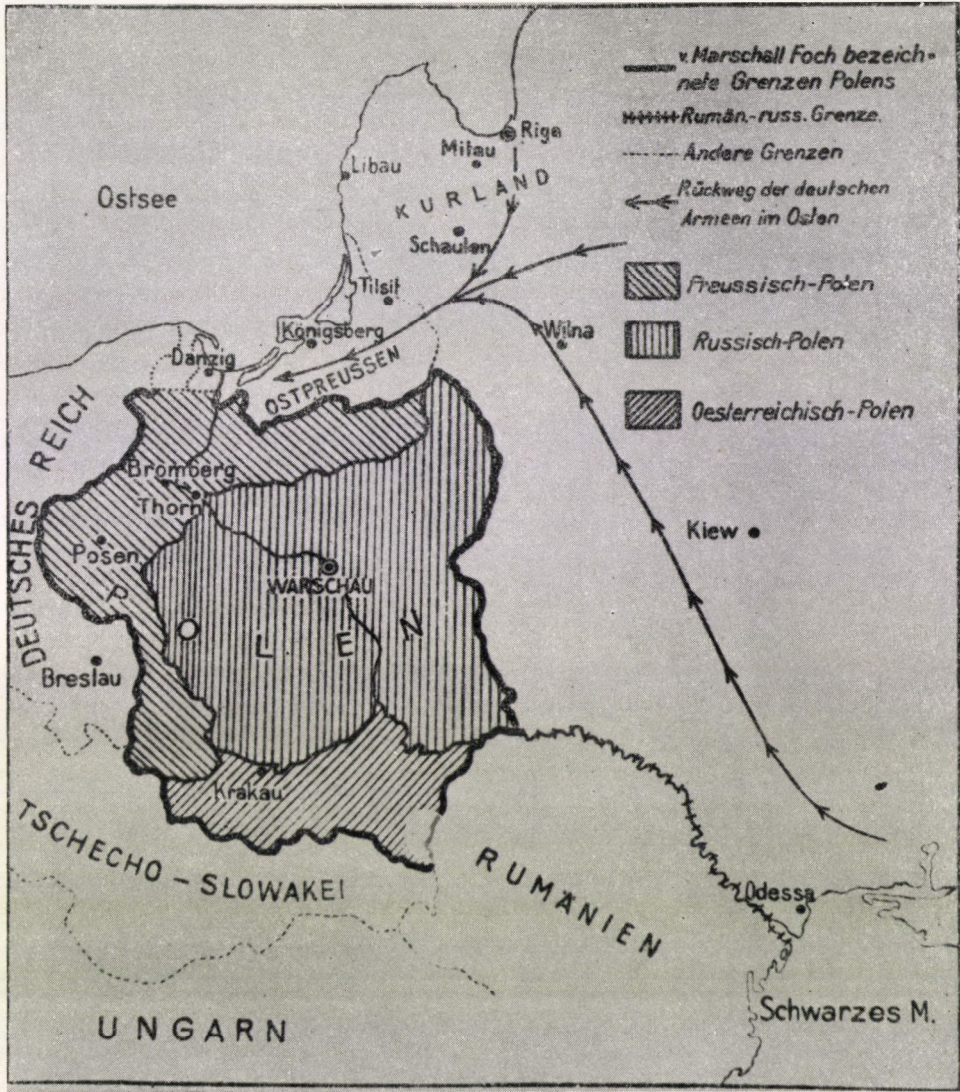 v. Marschall Foch bezeich-
nete Grenzen Polens
Rumän.-russ. Grenze.
Andere Grenzen
Rückweg der deutschen
Armeen im Osten
Preussisch-Polen
Russisch-Polen
Oesterreichisch-Polen
Ostsee
Riga
Mitau
Libau
KURLAND
Schaulen
Tilsit
Königsberg
Wilna
Danzig
OSTPREUSSEN
DEUTSCHES REICH
Bromberg
Thorn
Posen
Kiew
WARSCHAU
POLEN
Breslau
Krakau
TSCHECHO-SLOWAKEI
RUMÄNIEN
Odessa
UNGARN
Schwarzes M.